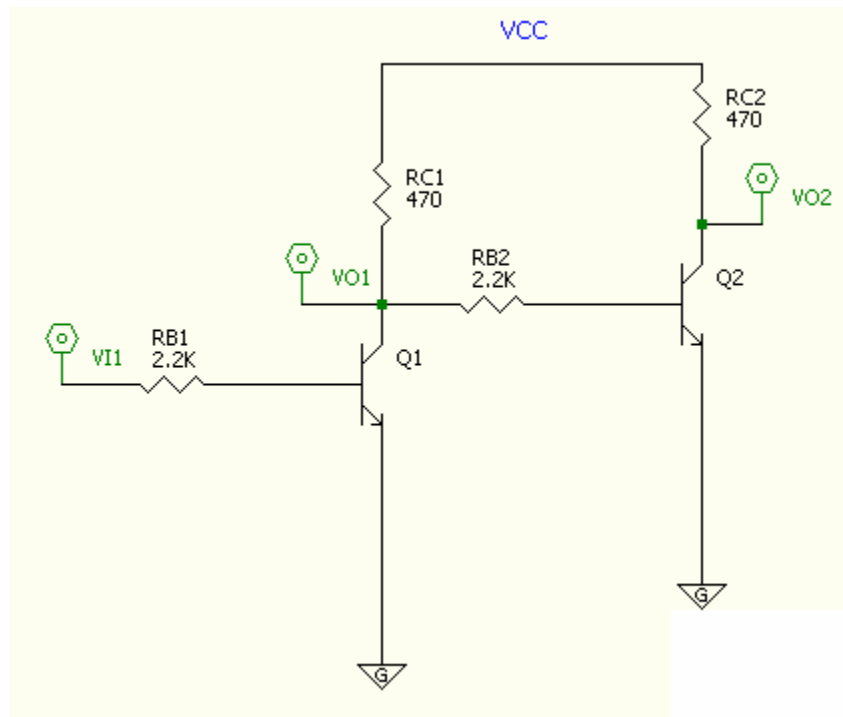 VCC
RC2
470
RC1
470
VO2
RB2
2.2K
Q2
VO1
RB1
2.2K
VI1
Q1
G
G